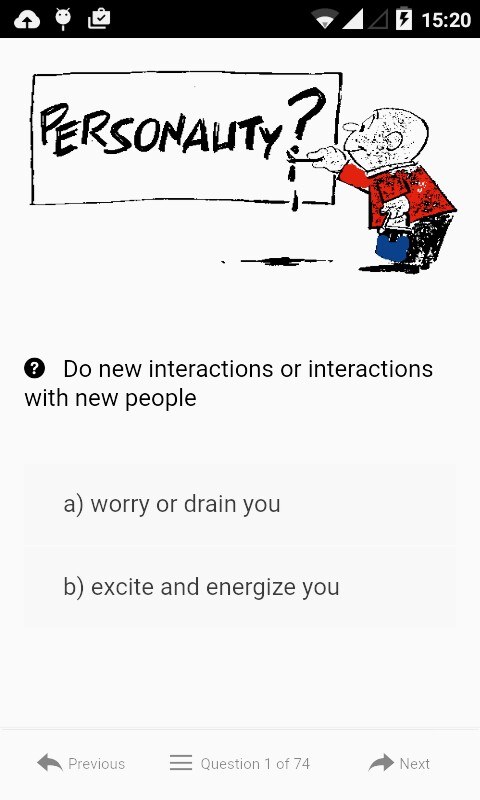 15:20
PERSONALITY?
Do new interactions or interactions
with new people
a) worry or drain you
b) excite and energize you
Previous Question 1 of 74 Next